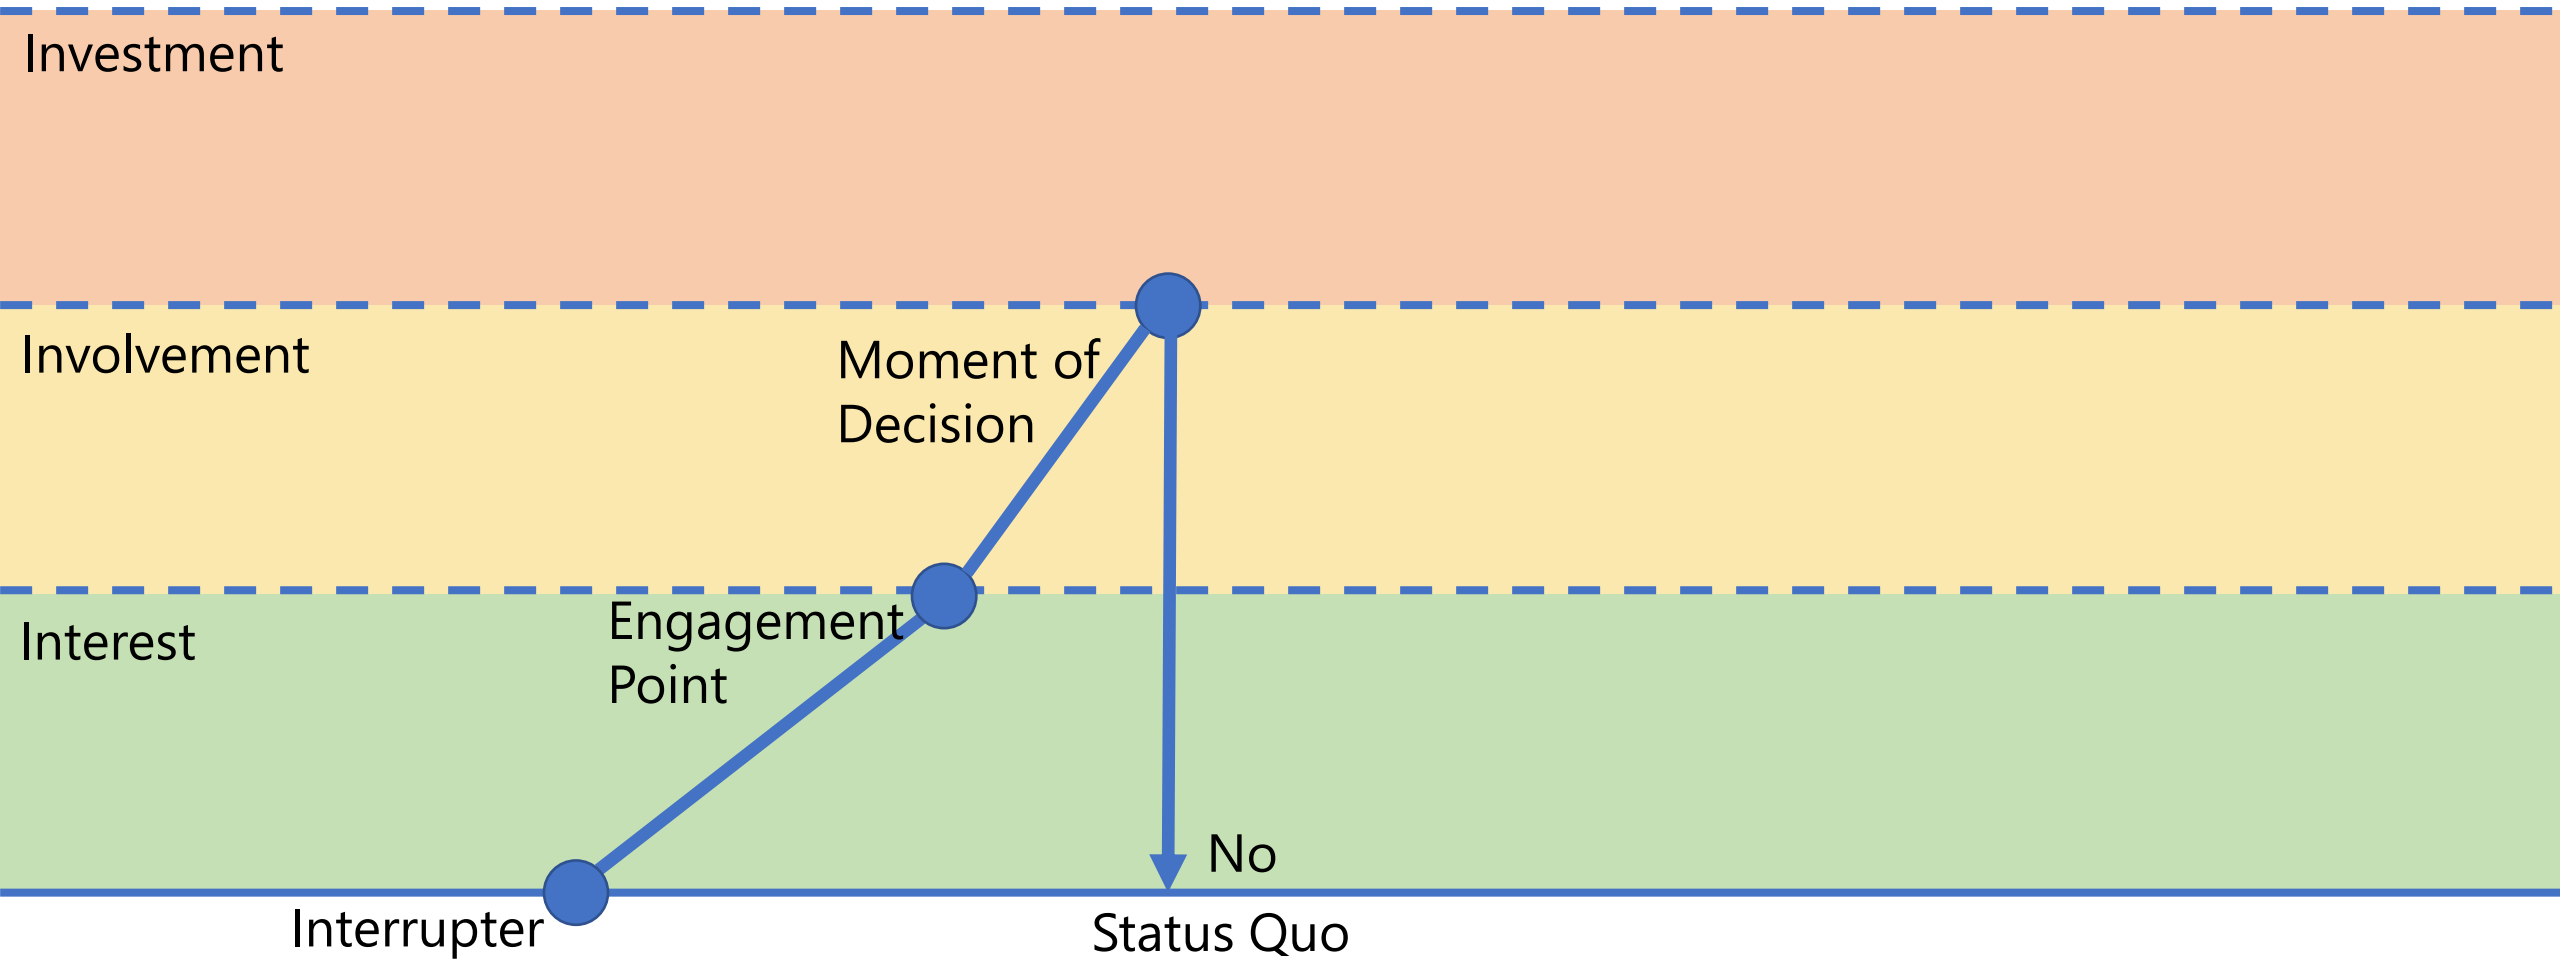 Investment
Involvement
Moment of
Decision
Interest
Engagement
Point
No
Interrupter
Status Quo